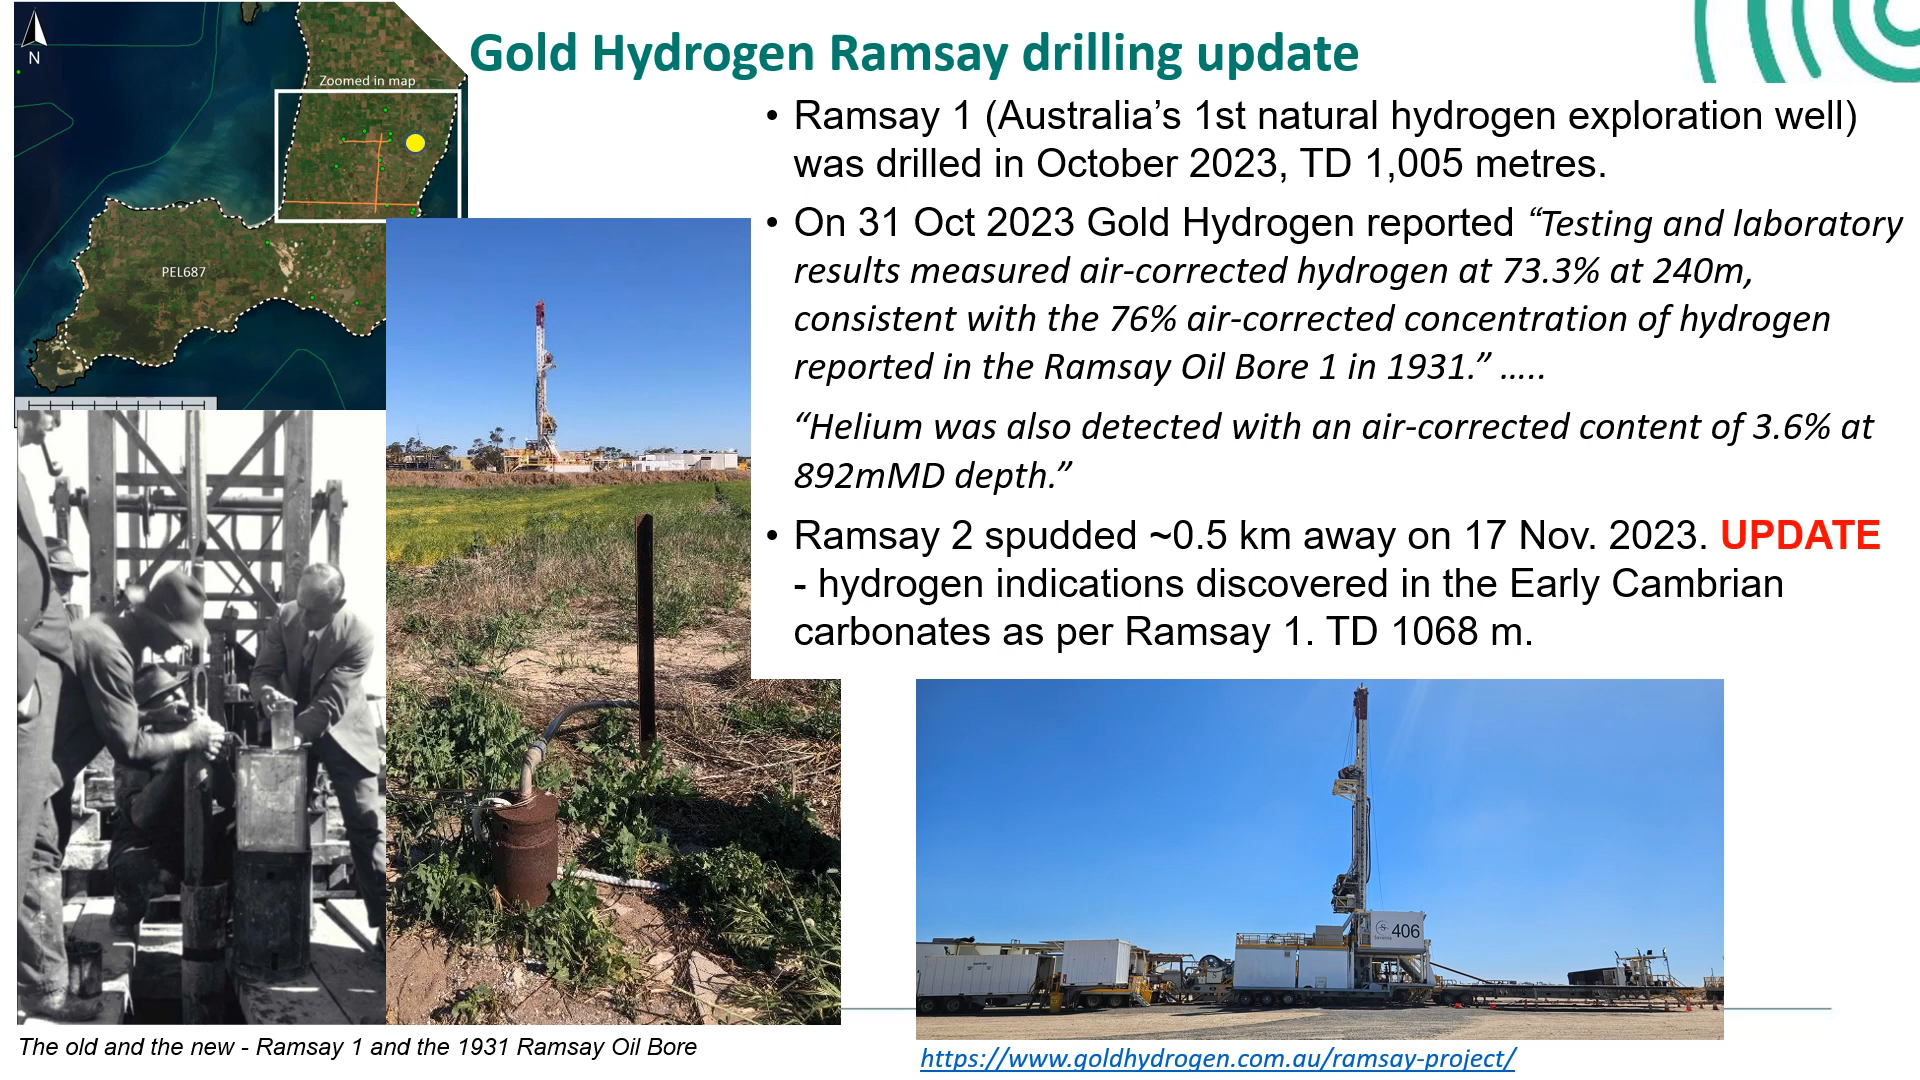 Gold Hydrogen Ramsay drilling update
N
Zoomed in map
PEL687
• Ramsay 1 (Australia’s 1st natural hydrogen exploration well)
was drilled in October 2023, TD 1,005 metres.
• On 31 Oct 2023 Gold Hydrogen reported “Testing and laboratory
results measured air-corrected hydrogen at 73.3% at 240m,
consistent with the 76% air-corrected concentration of hydrogen
reported in the Ramsay Oil Bore 1 in 1931.” …..
“Helium was also detected with an air-corrected content of 3.6% at
892mMD depth.”
• Ramsay 2 spudded ~0.5 km away on 17 Nov. 2023. UPDATE
- hydrogen indications discovered in the Early Cambrian
carbonates as per Ramsay 1. TD 1068 m.
406
The old and the new - Ramsay 1 and the 1931 Ramsay Oil Bore
https://www.goldhydrogen.com.au/ramsay-project/